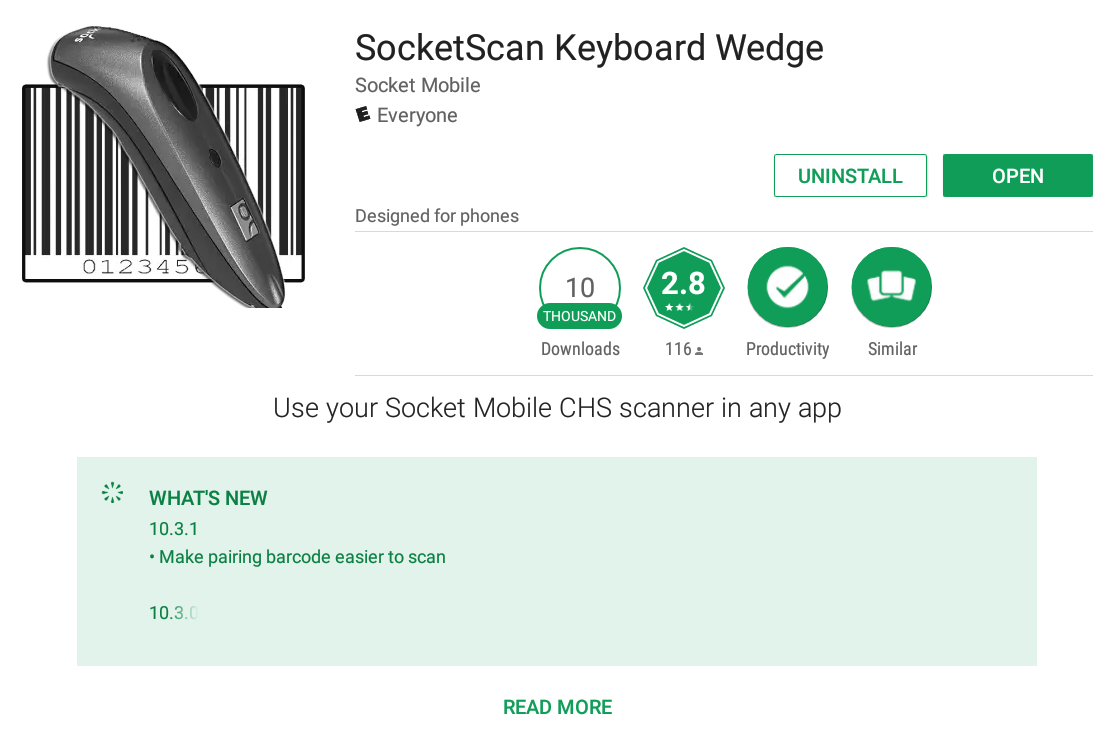 SocketScan Keyboard Wedge
Socket Mobile
E Everyone
UNINSTALL
OPEN
Designed for phones
10
THOUSAND
Downloads
2.8
116
Productivity
Similar
012345
Use your Socket Mobile CHS scanner in any app
WHAT'S NEW
10.3.1
• Make pairing barcode easier to scan
10.3.0
READ MORE